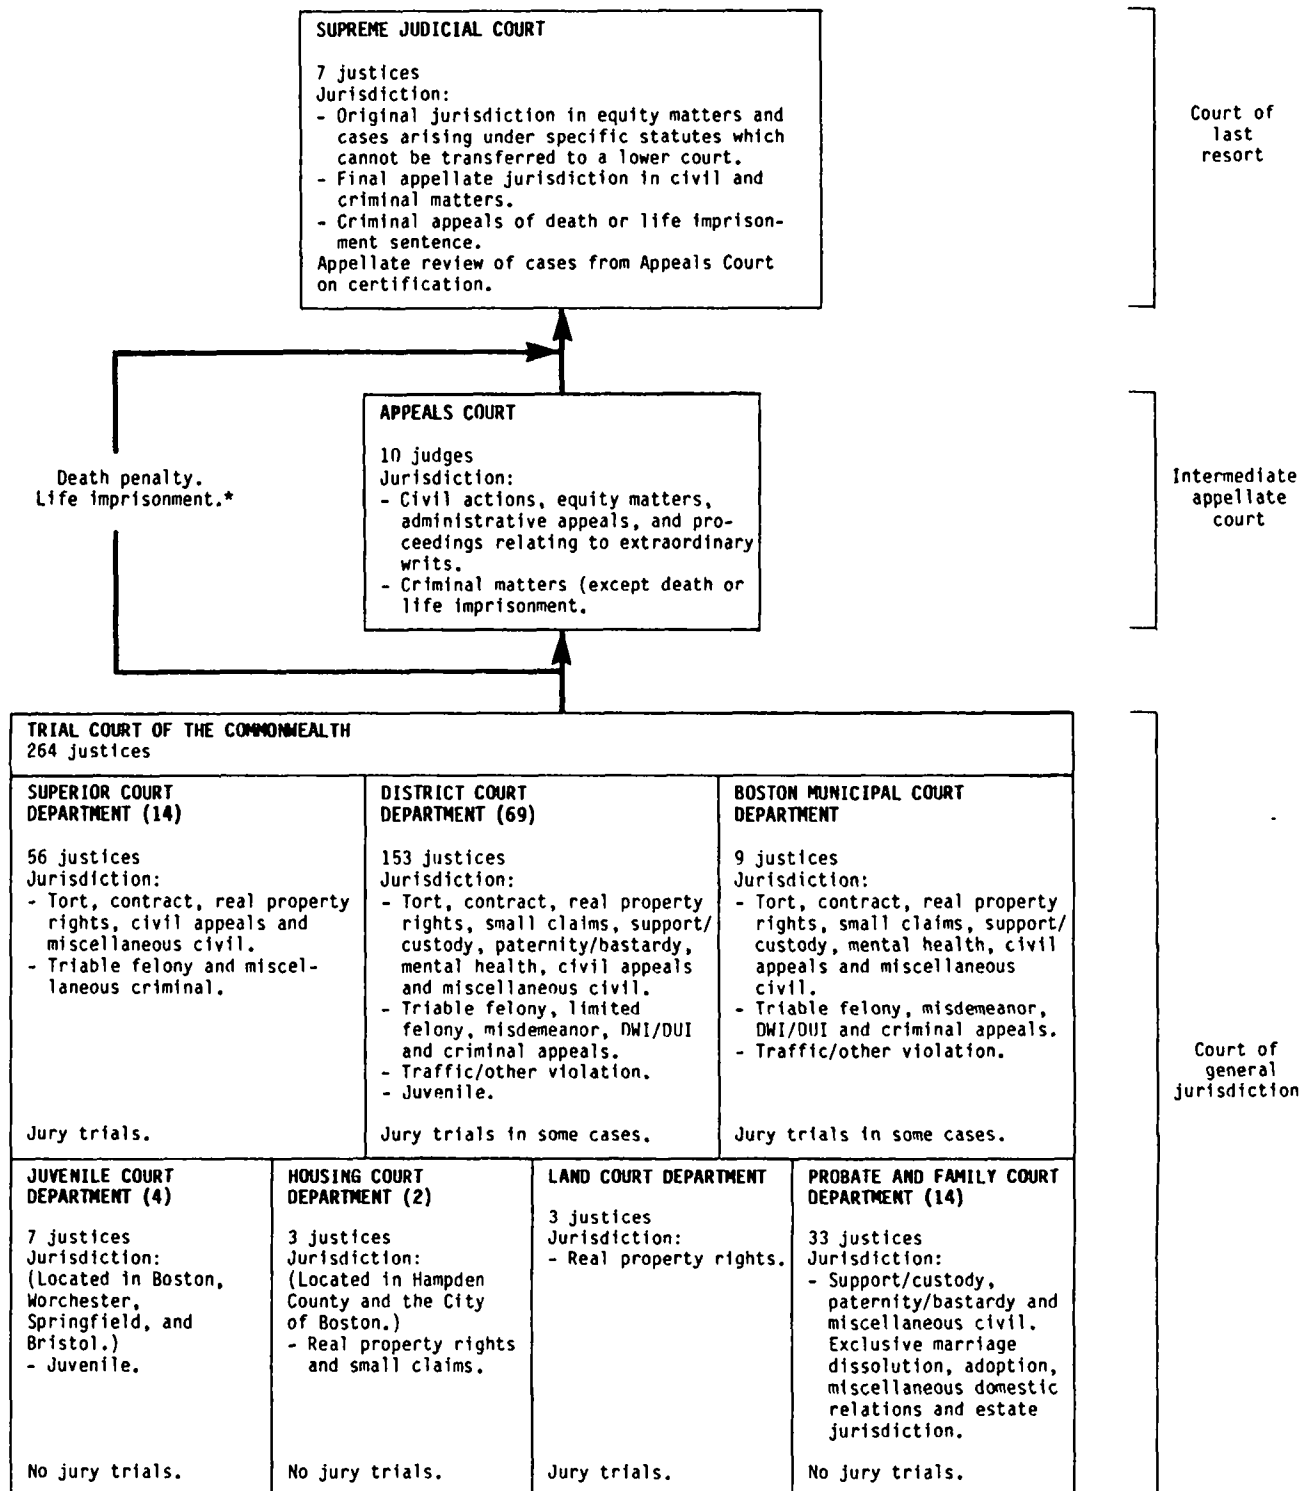 SUPREME JUDICIAL COURT
7 justices
Jurisdiction:
- Original jurisdiction in equity matters and
cases arising under specific statutes which
cannot be transferred to a lower court.
- Final appellate jurisdiction in civil and
criminal matters.
- Criminal appeals of death or life imprison-
ment sentence.
Appellate review of cases from Appeals Court
on certification.
Court of
last
resort
Death penalty.
Life imprisonment.*
APPEALS COURT
10 judges
Jurisdiction:
- Civil actions, equity matters,
administrative appeals, and pro-
ceedings relating to extraordinary
writs.
- Criminal matters (except death or
life imprisonment.
Intermediate
appellate
court
TRIAL COURT OF THE COMMONWEALTH
264 justices
SUPERIOR COURT
DEPARTMENT (14)
56 justices
Jurisdiction:
- Tort, contract, real property
rights, civil appeals and
miscellaneous civil.
- Triable felony and miscel-
laneous criminal.
Jury trials.
DISTRICT COURT
DEPARTMENT (69)
153 justices
Jurisdiction:
- Tort, contract, real property
rights, small claims, support/
custody, paternity/bastardy,
mental health, civil appeals
and miscellaneous civil.
- Triable felony, limited
felony, misdemeanor, DWI/DUI
and criminal appeals.
- Traffic/other violation.
- Juvenile.
Jury trials in some cases.
BOSTON MUNICIPAL COURT
DEPARTMENT
9 justices
Jurisdiction:
- Tort, contract, real property
rights, small claims, support/
custody, mental health, civil
appeals and miscellaneous
civil.
- Triable felony, misdemeanor,
DWI/DUI and criminal appeals.
- Traffic/other violation.
Jury trials in some cases.
Court of
general
jurisdiction
JUVENILE COURT
DEPARTMENT (4)
7 justices
Jurisdiction:
(Located in Boston,
Worchester,
Springfield, and
Bristol.)
- Juvenile.
No jury trials.
HOUSING COURT
DEPARTMENT (2)
3 justices
Jurisdiction:
(Located in Hampden
County and the City
of Boston.)
- Real property rights
and small claims.
No jury trials.
LAND COURT DEPARTMENT
3 justices
Jurisdiction:
- Real property rights.
Jury trials.
PROBATE AND FAMILY COURT
DEPARTMENT (14)
33 justices
Jurisdiction:
- Support/custody,
paternity/bastardy and
miscellaneous civil.
Exclusive marriage
dissolution, adoption,
miscellaneous domestic
relations and estate
jurisdiction.
No jury trials.